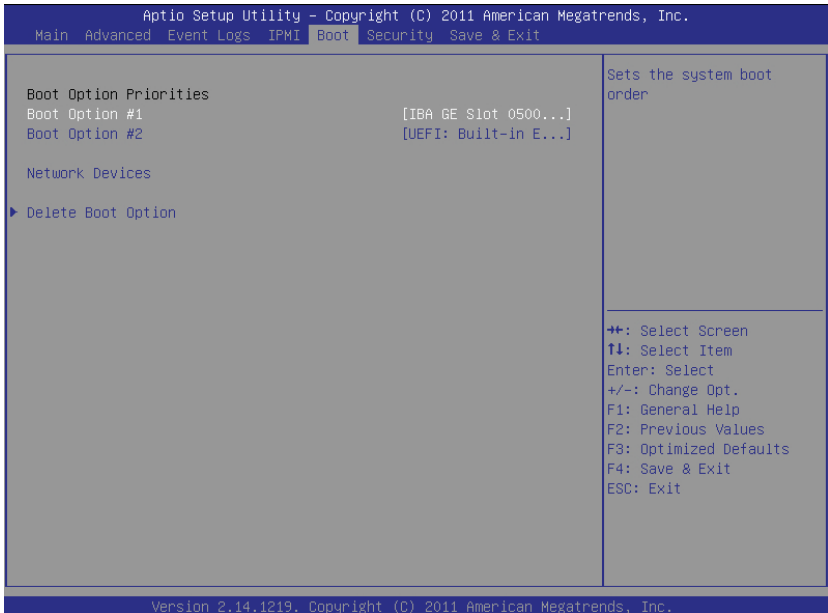 Aptio Setup Utility – Copyright (C) 2011 American Megatrends, Inc.
Main Advanced Event Logs IPMI Boot Security Save & Exit
Boot Option Priorities
Boot Option #1 [IBA GE Slot 0500...]
Boot Option #2 [UEFI: Built-in E...]
Network Devices
Delete Boot Option
Sets the system boot
order
→←: Select Screen
↑↓: Select Item
Enter: Select
+/-: Change Opt.
F1: General Help
F2: Previous Values
F3: Optimized Defaults
F4: Save & Exit
ESC: Exit
Version 2.14.1219. Copyright (C) 2011 American Megatrends, Inc.